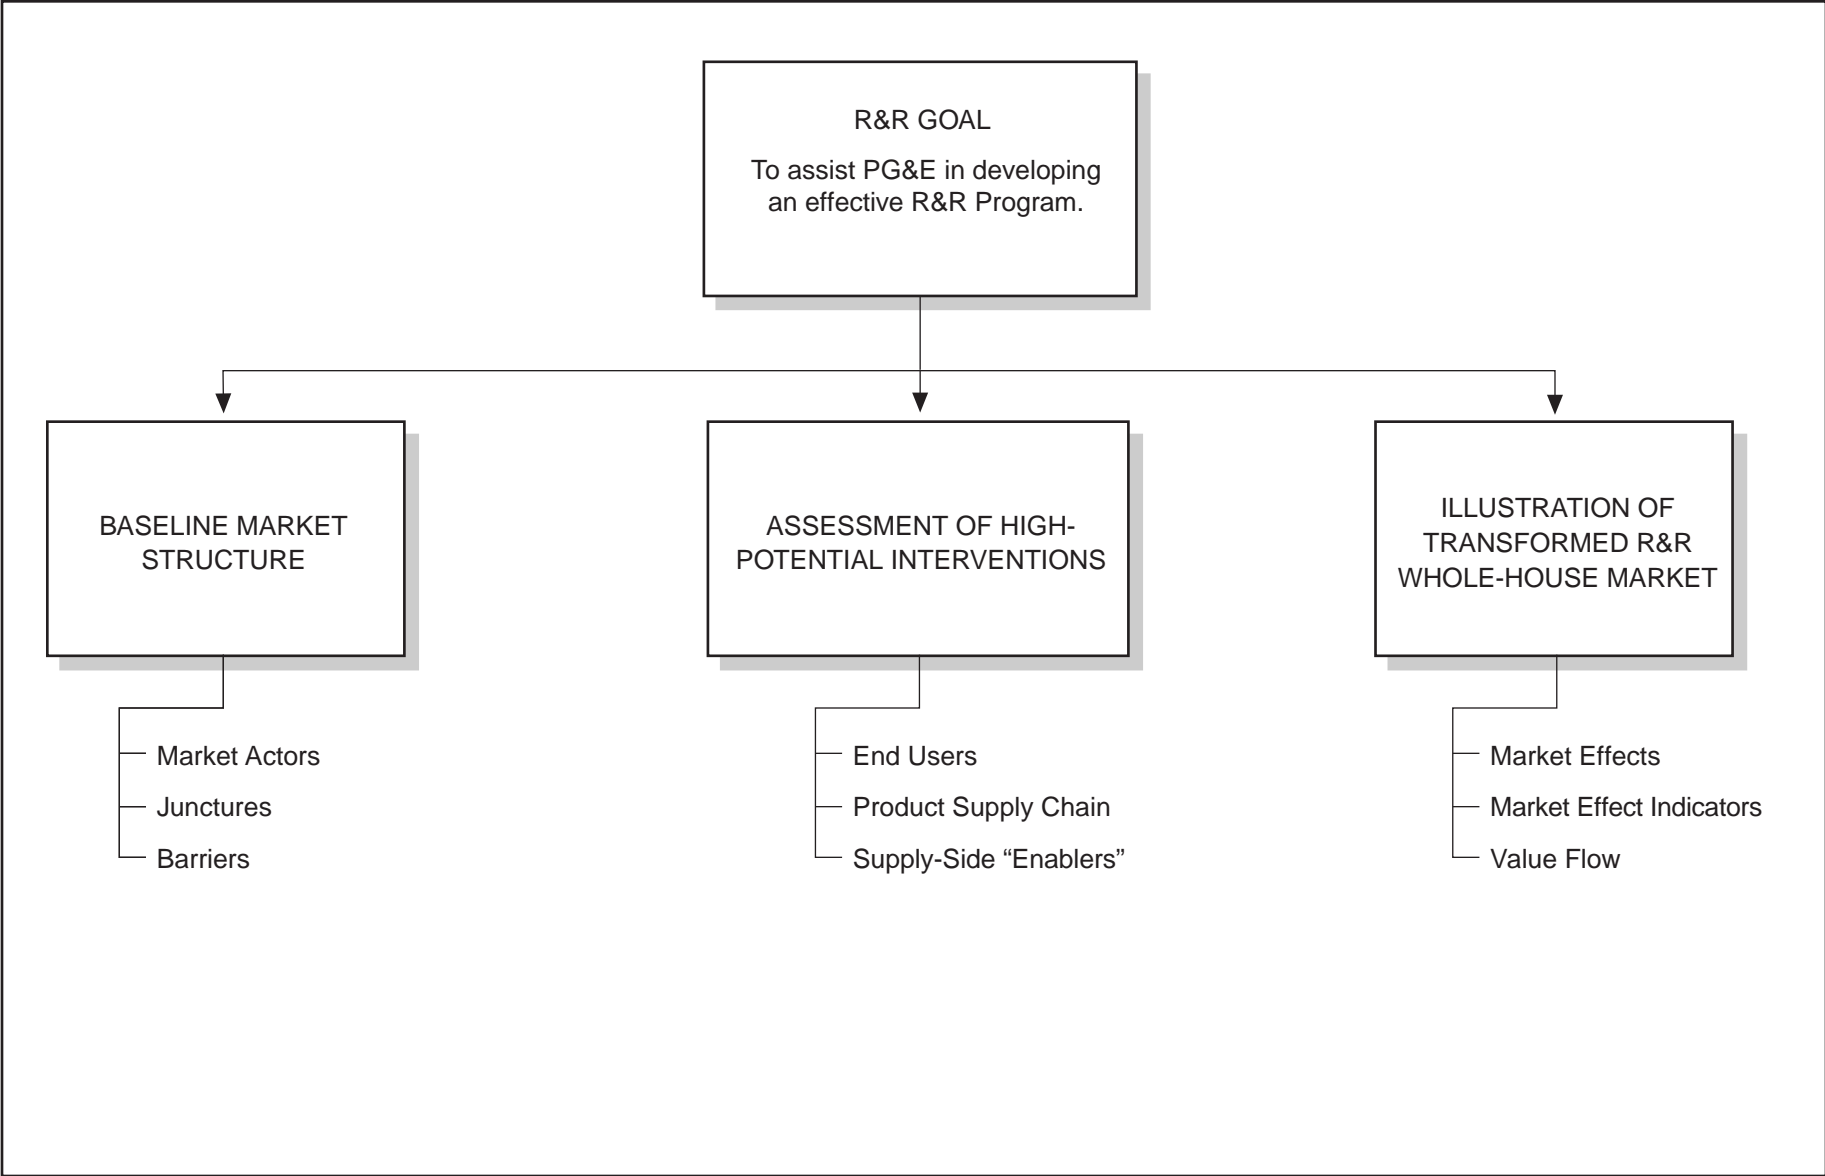 R&R GOAL
To assist PG&E in developing
an effective R&R Program.
BASELINE MARKET
STRUCTURE
Market Actors
Junctures
Barriers
ASSESSMENT OF HIGH-
POTENTIAL INTERVENTIONS
End Users
Product Supply Chain
Supply-Side “Enablers”
ILLUSTRATION OF
TRANSFORMED R&R
WHOLE-HOUSE MARKET
Market Effects
Market Effect Indicators
Value Flow